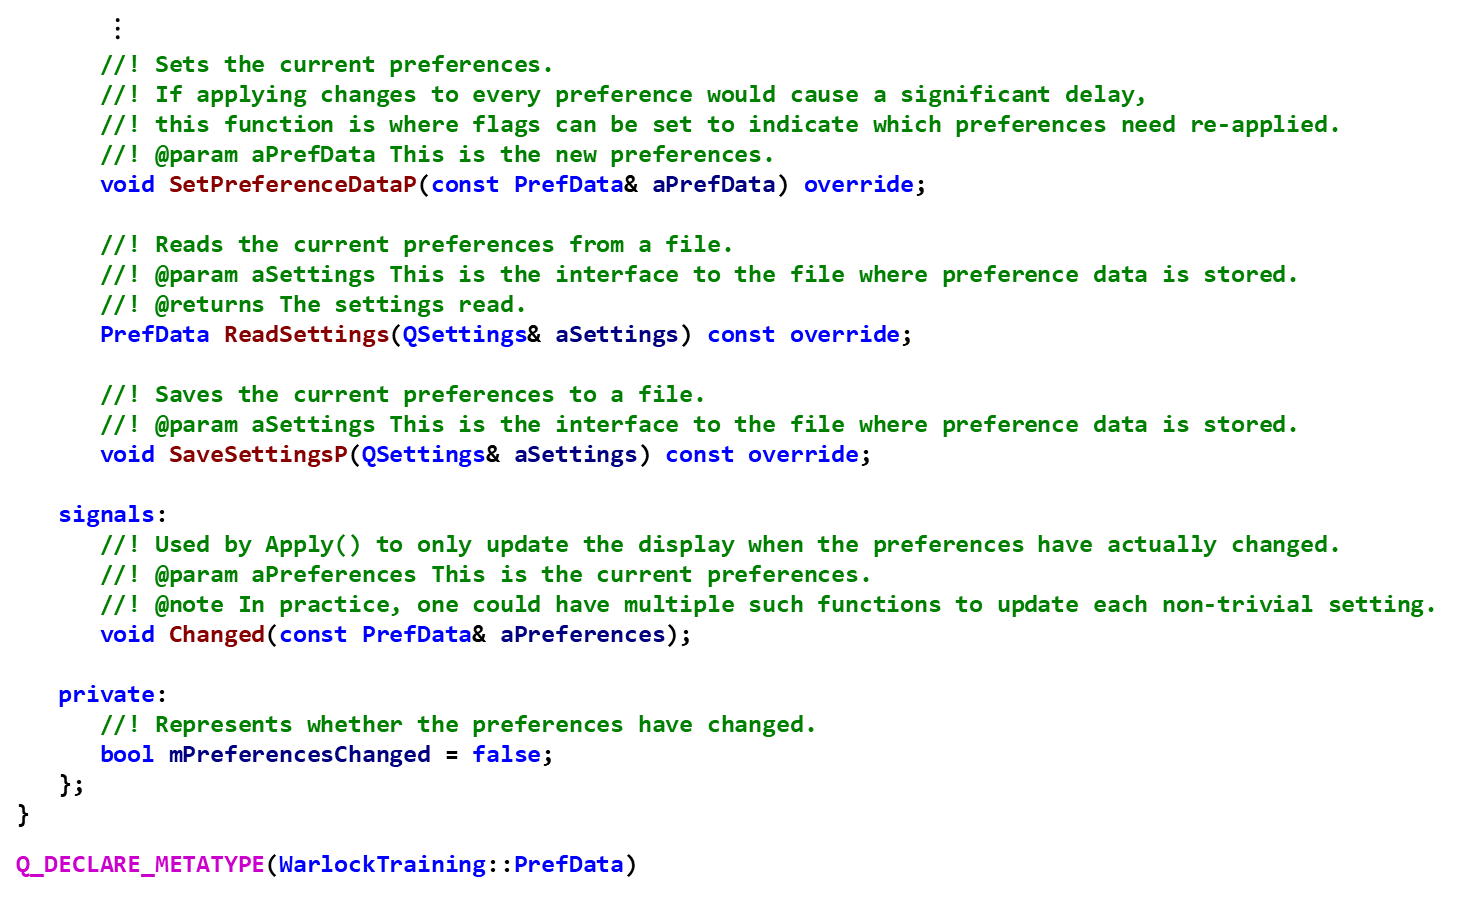 ⋮
//! Sets the current preferences.
//! If applying changes to every preference would cause a significant delay,
//! this function is where flags can be set to indicate which preferences need re-applied.
//! @param aPrefData This is the new preferences.
void SetPreferenceDataP(const PrefData& aPrefData) override;

//! Reads the current preferences from a file.
//! @param aSettings This is the interface to the file where preference data is stored.
//! @returns The settings read.
PrefData ReadSettings(QSettings& aSettings) const override;

//! Saves the current preferences to a file.
//! @param aSettings This is the interface to the file where preference data is stored.
void SaveSettingsP(QSettings& aSettings) const override;

signals:
//! Used by Apply() to only update the display when the preferences have actually changed.
//! @param aPreferences This is the current preferences.
//! @note In practice, one could have multiple such functions to update each non-trivial setting.
void Changed(const PrefData& aPreferences);

private:
//! Represents whether the preferences have changed.
bool mPreferencesChanged = false;
};
}
Q_DECLARE_METATYPE(WarlockTraining::PrefData)